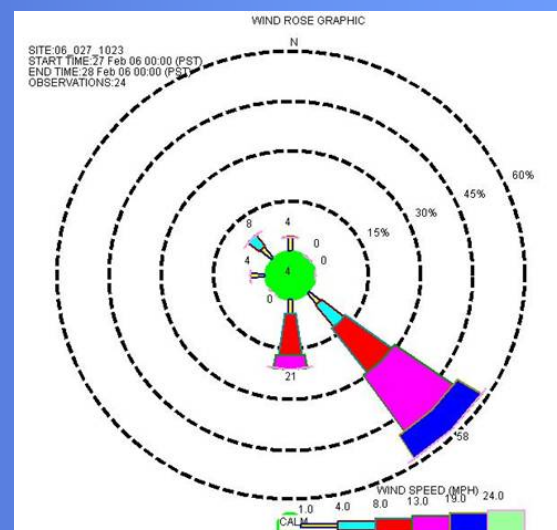 WIND ROSE GRAPHIC
N
SITE:06_027_1023
START TIME:27 Feb 06 00:00 (PST)
END TIME:28 Feb 06 00:00 (PST)
OBSERVATIONS:24
60%
45%
30%
15%
8
4
0
4
4
0
0
21
58
WIND SPEED (MPH)
CALM
1.0 4.0 8.0 13.0 19.0 24.0